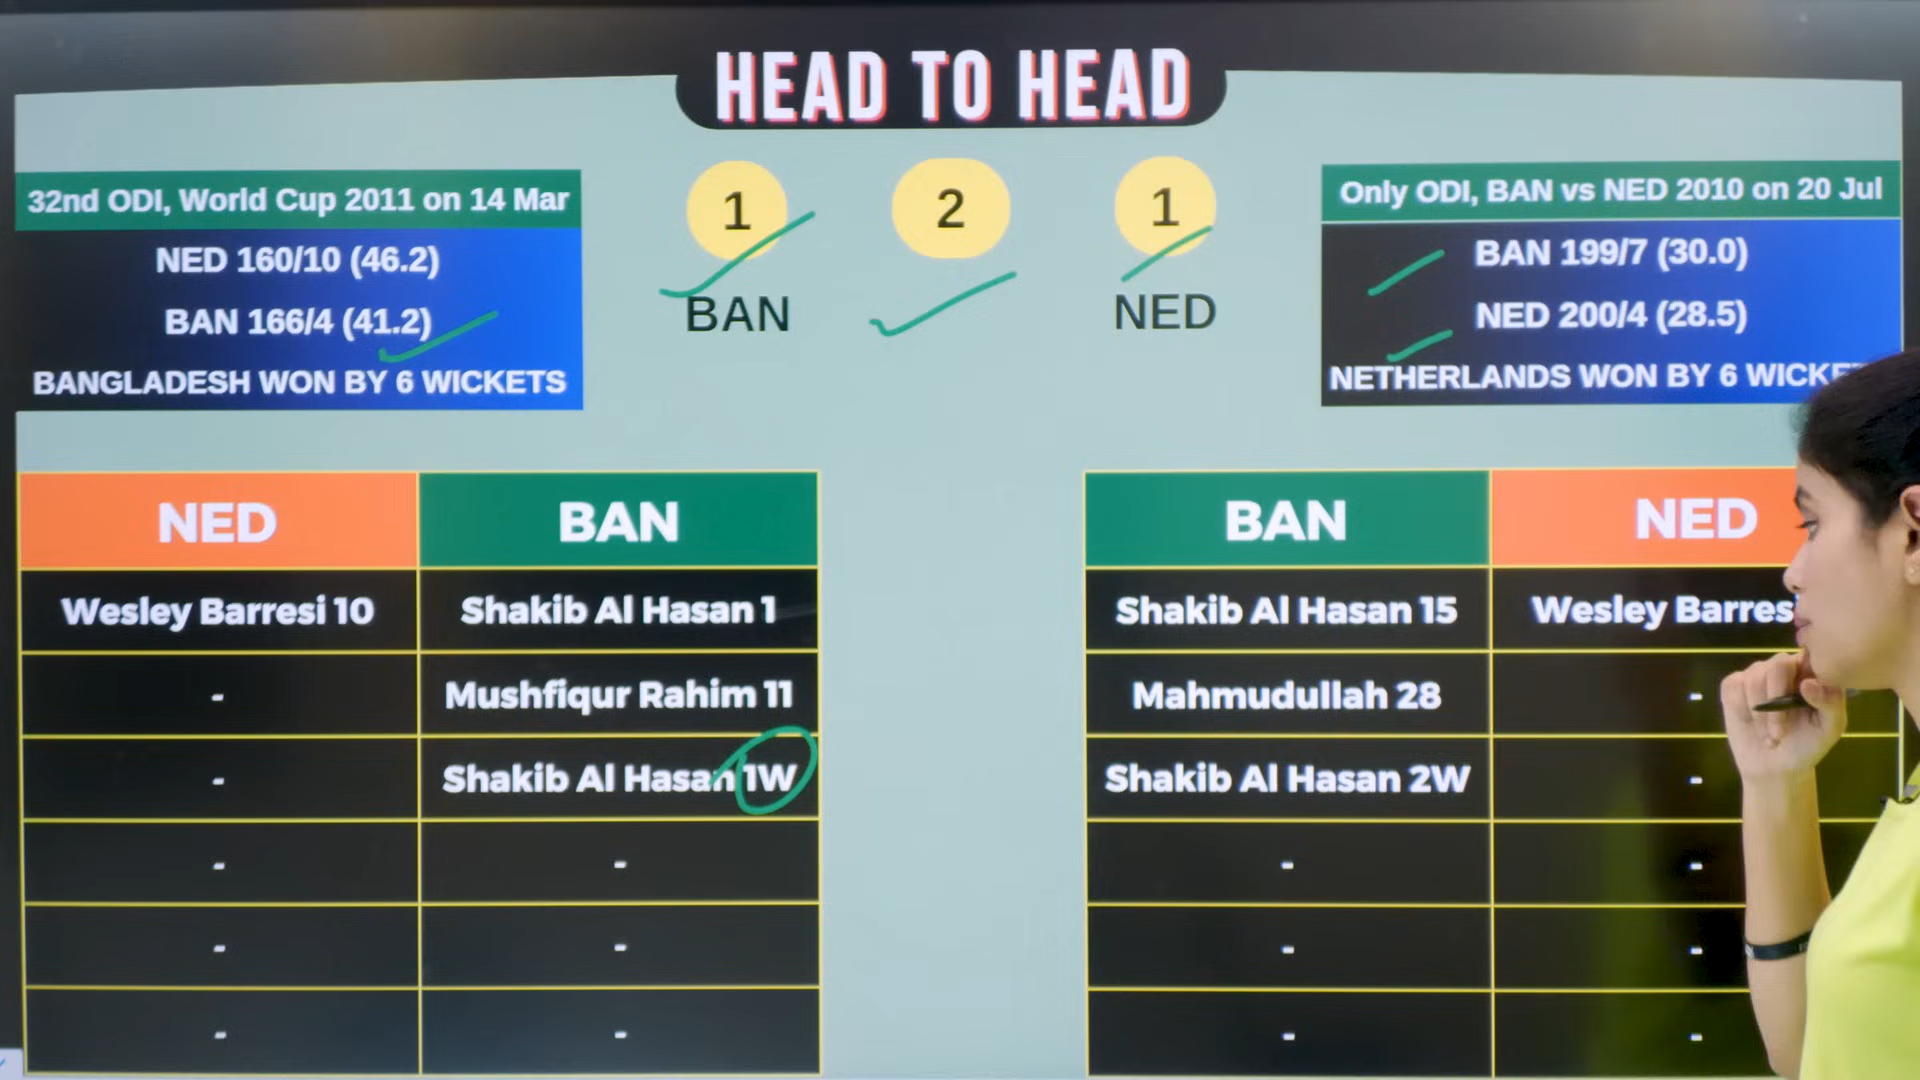 HEAD TO HEAD
32nd ODI, World Cup 2011 on 14 Mar
NED 160/10 (46.2)
BAN 166/4 (41.2)
BANGLADESH WON BY 6 WICKETS
1 2 1
BAN NED
Only ODI, BAN vs NED 2010 on 20 Jul
BAN 199/7 (30.0)
NED 200/4 (28.5)
NETHERLANDS WON BY 6
NED BAN
Wesley Barresi 10 Shakib Al Hasan 1
- Mushfiqur Rahim 11
- Shakib Al Hasan 1W
- -
- -
- -
BAN NED
Shakib Al Hasan 15 Wesley
Mahmudullah 28 -
Shakib Al Hasan 2W -
- -
- -
- -